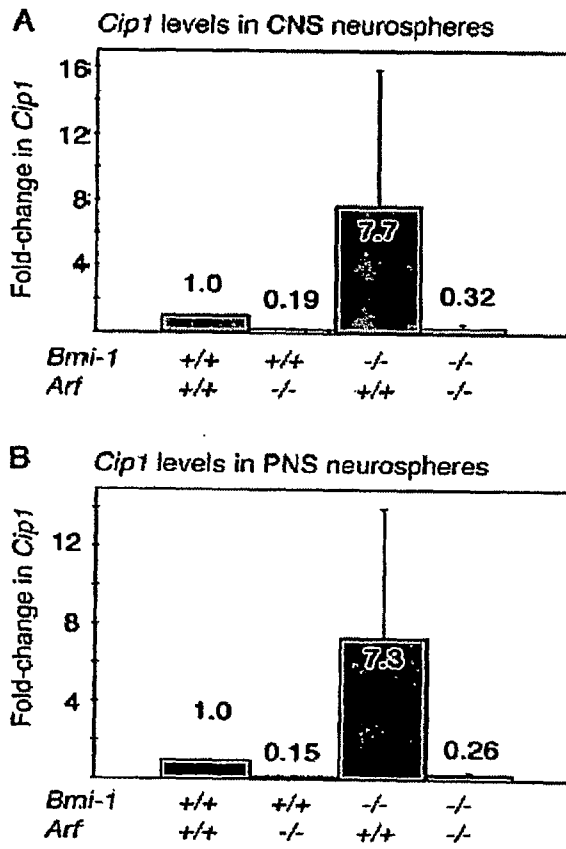 A Cip1 levels in CNS neurospheres
Fold-change in Cip1
16
12
8
4
1.0 0.19 7.7 0.32
Bmi-1 +/+ +/+ -/- -/-
Arf +/+ -/- +/+ -/-
B Cip1 levels in PNS neurospheres
Fold-change in Cip1
12
8
4
1.0 0.15 7.3 0.26
Bmi-1 +/+ +/+ -/- -/-
Arf +/+ -/- +/+ -/-